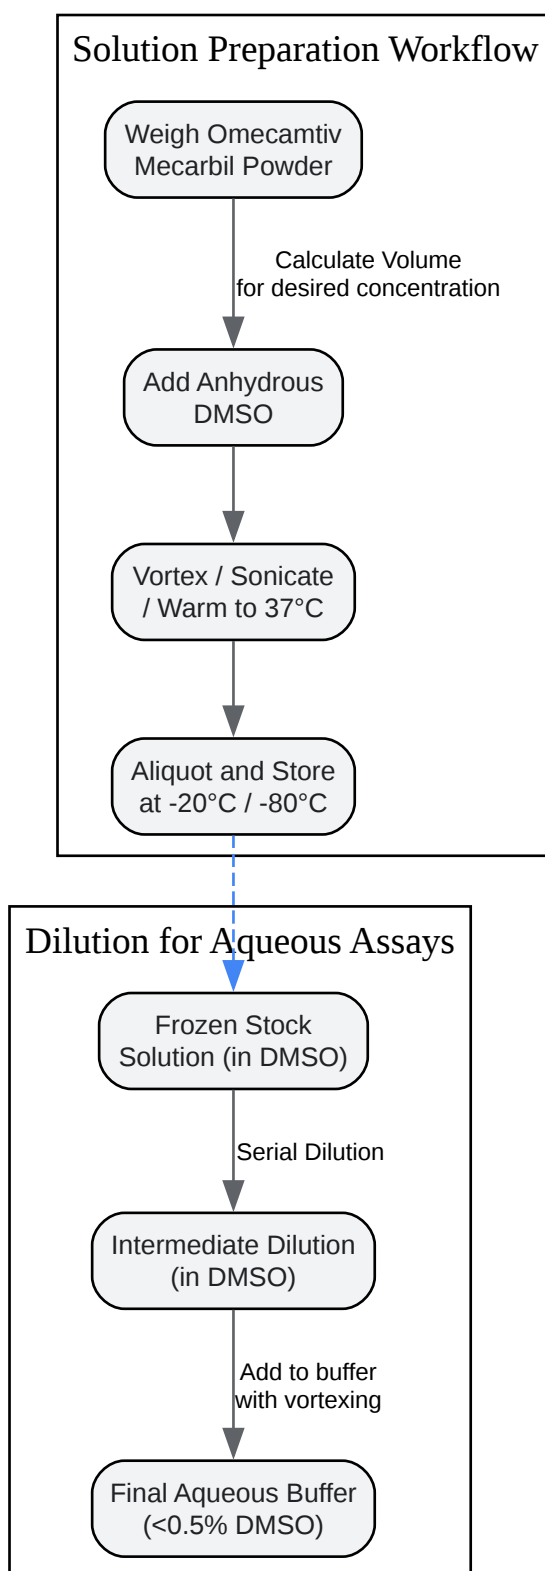 Solution Preparation Workflow
Weigh Omecamtiv
Mecarbil Powder
Calculate Volume
for desired concentration
Add Anhydrous
DMSO
Vortex / Sonicate
/ Warm to 37°C
Aliquot and Store
at -20°C / -80°C
Dilution for Aqueous Assays
Frozen Stock
Solution (in DMSO)
Serial Dilution
Intermediate Dilution
(in DMSO)
Add to buffer
with vortexing
Final Aqueous Buffer
(<0.5% DMSO)